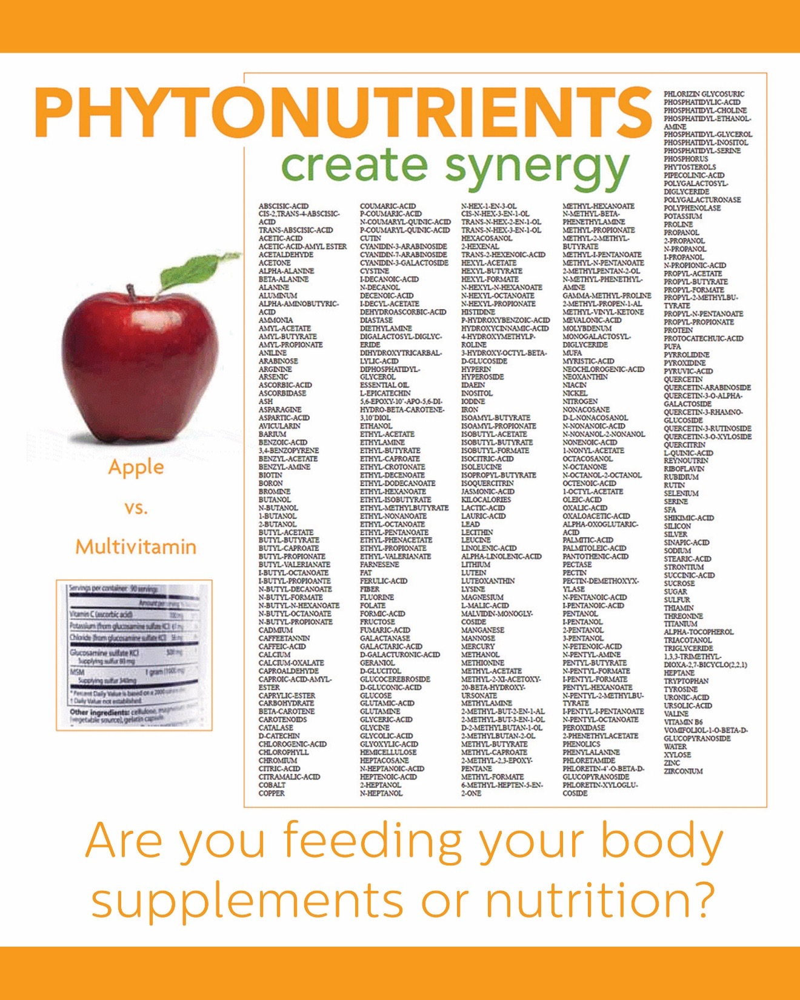 PHYTONUTRIENTS
create synergy
Apple
vs.
Multivitamin
Servings per container: 90 servings
Amount per serving %
Vitamin C (ascorbic acid)
Potassium (from glucosamine sulfate KCl) 61 mg
Chloride (from glucosamine sulfate KCl) 56 mg
Glucosamine sulfate KCl
Supplying sulfur 80 mg
MSM 1 gram (1000 mg) *
Supplying sulfur 340mg
* Percent Daily Value is based on a 2000
† Daily Value not established.
Other ingredients: cellulose, magnesium
(vegetable source), gelatin capsule
ABSCISIC-ACID
CIS-2,TRANS-4-ABSCISIC-
ACID
TRANS-ABSCISIC-ACID
ACETIC-ACID
ACETIC-ACID-AMYL ESTER
ACETALDEHYDE
ACETONE
ALPHA-ALANINE
BETA-ALANINE
ALANINE
ALUMINUM
ALPHA-AMINOBUTYRIC-
ACID
AMMONIA
AMYL-ACETATE
AMYL-BUTYRATE
AMYL-PROPIONATE
ANILINE
ARABINOSE
ARGININE
ARSENIC
ASCORBIC-ACID
ASCORBIDASE
ASH
ASPARAGINE
ASPARTIC-ACID
AVICULARIN
BARIUM
BENZOIC-ACID
3,4-BENZOPYRENE
BENZYL-ACETATE
BENZYL-AMINE
BIOTIN
BORON
BROMINE
BUTANOL
N-BUTANOL
1-BUTANOL
2-BUTANOL
BUTYL-ACETATE
BUTYL-BUTYRATE
BUTYL-CAPROATE
BUTYL-PROPIONATE
BUTYL-VALERIANATE
I-BUTYL-OCTANOATE
I-BUTYL-PROPIOANTE
N-BUTYL-DECANOATE
N-BUTYL-FORMATE
N-BUTYL-N-HEXANOATE
N-BUTYL-OCTANOATE
N-BUTYL-PROPIONATE
CADMIUM
CAFFEETANNIN
CAFFEIC-ACID
CALCIUM
CALCIUM-OXALATE
CAPROALDEHYDE
CAPROIC-ACID-AMYL-
ESTER
CAPRYLIC-ESTER
CARBOHYDRATE
BETA-CAROTENE
CAROTENOIDS
CATALASE
D-CATECHIN
CHLOROGENIC-ACID
CHLOROPHYLL
CHROMIUM
CITRIC-ACID
CITRAMALIC-ACID
COBALT
COPPER
COUMARIC-ACID
P-COUMARIC-ACID
N-COUMARYL-QUINIC-ACID
P-COUMARYL-QUINIC-ACID
CUTIN
CYANIDIN-3-ARABINOSIDE
CYANIDIN-7-ARABINOSIDE
CYANIDIN-3-GALACTOSIDE
CYSTINE
I-DECANOIC-ACID
N-DECANOL
DECENOIC-ACID
I-DECYL-ACETATE
DEHYDROASCORBIC-ACID
DIASTASE
DIETHYLAMINE
DIGALACTOSYL-DIGLYC-
ERIDE
DIHYDROXYTRICARBAL-
LYLIC-ACID
DIPHOSPHATIDYL-
GLYCEROL
ESSENTIAL OIL
L-EPICATECHIN
5,6-EPOXY-10'-APO-5,6-DI-
HYDRO-BETA-CAROTENE-
3,10'DIOL
ETHANOL
ETHYL-ACETATE
ETHYLAMINE
ETHYL-BUTYRATE
ETHYL-CAPROATE
ETHYL-CROTONATE
ETHYL-DECENOATE
ETHYL-DODECANOATE
ETHYL-HEXANOATE
ETHYL-ISOBUTYRATE
ETHYL-METHYLBUTYRATE
ETHYL-NONANOATE
ETHYL-OCTANOATE
ETHYL-PENTANOATE
ETHYL-PHENACETATE
ETHYL-PROPIONATE
ETHYL-VALERIANATE
FARNESENE
FAT
FERULIC-ACID
FIBER
FLUORINE
FOLATE
FORMIC-ACID
FRUCTOSE
FUMARIC-ACID
GALACTANASE
GALACTARIC-ACID
D-GALACTURONIC-ACID
GERANIOL
D-GLUCITOL
GLUCOCEREBROSIDE
D-GLUCONIC-ACID
GLUCOSE
GLUTAMIC-ACID
GLUTAMINE
GLYCERIC-ACID
GLYCINE
GLYCOLIC-ACID
GLYOXYLIC-ACID
HEMICELLULOSE
HEPTACOSANE
N-HEPTANOIC-ACID
HEPTENOIC-ACID
2-HEPTANOL
N-HEPTANOL
N-HEX-1-EN-3-OL
CIS-N-HEX-3-EN-1-OL
TRANS-N-HEX-2-EN-1-OL
TRANS-N-HEX-3-EN-1-OL
HEXACOSANOL
2-HEXENAL
TRANS-2-HEXENOIC-ACID
HEXYL-ACETATE
HEXYL-BUTYRATE
HEXYL-FORMATE
N-HEXYL-N-HEXANOATE
N-HEXYL-OCTANOATE
N-HEXYL-PROPIONATE
HISTIDINE
P-HYDROXYBENZOIC-ACID
HYDROXYCINNAMIC-ACID
4-HYDROXYMETHYLP-
ROLINE
3-HYDROXY-OCTYL-BETA-
D-GLUCOSIDE
HYPERIN
HYPEROSIDE
IDAEIN
INOSITOL
IODINE
IRON
ISOAMYL-BUTYRATE
ISOAMYL-PROPIONATE
ISOBUTYL-ACETATE
ISOBUTYL-BUTYRATE
ISOBUTYL-FORMATE
ISOCITRIC-ACID
ISOLEUCINE
ISOPROPYL-BUTYRATE
ISOQUERCITRIN
JASMONIC-ACID
KILOCALORIES
LACTIC-ACID
LAURIC-ACID
LEAD
LECITHIN
LEUCINE
LINOLENIC-ACID
ALPHA-LINOLENIC-ACID
LITHIUM
LUTEIN
LUTEOXANTHIN
LYSINE
MAGNESIUM
L-MALIC-ACID
MALVIDIN-MONOGLY-
COSIDE
MANGANESE
MANNOSE
MERCURY
METHANOL
METHIONINE
METHYL-ACETATE
METHYL-2-XI-ACETOXY-
20-BETA-HYDROXY-
URSONATE
METHYLAMINE
2-METHYL-BUT-2-EN-1-AL
2-METHYL-BUT-3-EN-1-OL
D-2-METHYLBUTAN-1-OL
2-METHYLBUTAN-2-OL
METHYL-BUTYRATE
METHYL-CAPROATE
2-METHYL-2,3-EPOXY-
PENTANE
METHYL-FORMATE
6-METHYL-HEPTEN-5-EN-
2-ONE
METHYL-HEXANOATE
N-METHYL-BETA-
PHENETHYLAMINE
METHYL-PROPIONATE
METHYL-2-METHYL-
BUTYRATE
METHYL-I-PENTANOATE
METHYL-N-PENTANOATE
2-METHYLPENTAN-2-OL
N-METHYL-PHENETHYL-
AMINE
GAMMA-METHYL-PROLINE
2-METHYL-PROPEN-1-AL
METHYL-VINYL-KETONE
MEVALONIC-ACID
MOLYBDENUM
MONOGALACTOSYL-
DIGLYCERIDE
MUFA
MYRISTIC-ACID
NEOCHLOROGENIC-ACID
NEOXANTHIN
NIACIN
NICKEL
NITROGEN
NONACOSANE
D-L-NONACOSANOL
N-NONANOIC-ACID
N-NONANOL-2-NONANOL
NONENOIC-ACID
1-NONYL-ACETATE
OCTACOSANOL
N-OCTANONE
N-OCTANOL-2-OCTANOL
OCTENOIC-ACID
1-OCTYL-ACETATE
OLEIC-ACID
OXALIC-ACID
OXALOACETIC-ACID
ALPHA-OXOGLUTARIC-
ACID
PALMITIC-ACID
PALMITOLEIC-ACID
PANTOTHENIC-ACID
PECTASE
PECTIN
PECTIN-DEMETHOXYX-
YLASE
N-PENTANOIC-ACID
I-PENTANOIC-ACID
PENTANOL
I-PENTANOL
2-PENTANOL
3-PENTANOL
N-PETENOIC-ACID
N-PENTYL-AMINE
PENTYL-BUTYRATE
N-PENTYL-FORMATE
I-PENTYL-FORMATE
PENTYL-HEXANOATE
N-PENTYL-2-METHYLBU-
TYRATE
I-PENTYL-I-PENTANOATE
N-PENTYL-OCTANOATE
PEROXIDASE
2-PHENETHYLACETATE
PHENOLICS
PHENYLALANINE
PHLORETAMIDE
PHLORETIN-4'-O-BETA-D-
GLUCOPYRANOSIDE
PHLORETIN-XYLOGLU-
COSIDE
PHLORIZIN GLYCOSURIC
PHOSPHATIDYLIC-ACID
PHOSPHATIDYL-CHOLINE
PHOSPHATIDYL-ETHANOL-
AMINE
PHOSPHATIDYL-GLYCEROL
PHOSPHATIDYL-INOSITOL
PHOSPHATIDYL-SERINE
PHOSPHORUS
PHYTOSTEROLS
PIPECOLINIC-ACID
POLYGALACTOSYL-
DIGLYCERIDE
POLYGALACTURONASE
POLYPHENOLASE
POTASSIUM
PROLINE
PROPANOL
2-PROPANOL
N-PROPANOL
I-PROPANOL
N-PROPIONIC-ACID
PROPYL-ACETATE
PROPYL-BUTYRATE
PROPYL-FORMATE
PROPYL-2-METHYLBU-
TYRATE
PROPYL-N-PENTANOATE
PROPYL-PROPIONATE
PROTEIN
PROTOCATECHUIC-ACID
PUFA
PYRROLIDINE
PYROXIDINE
PYRUVIC-ACID
QUERCETIN
QUERCETIN-ARABINOSIDE
QUERCETIN-3-O-ALPHA-
GALACTOSIDE
QUERCETIN-3-RHAMNO-
GLUCOSIDE
QUERCETIN-3-RUTINOSIDE
QUERCETIN-3-O-XYLOSIDE
QUERCITRIN
L-QUINIC-ACID
REYNOUTRIN
RIBOFLAVIN
RUBIDIUM
RUTIN
SELENIUM
SERINE
SFA
SHIKIMIC-ACID
SILICON
SILVER
SINAPIC-ACID
SODIUM
STEARIC-ACID
STRONTIUM
SUCCINIC-ACID
SUCROSE
SUGAR
SULFUR
THIAMIN
THREONINE
TITANIUM
ALPHA-TOCOPHEROL
TRIACOTANOL
TRIGLYCERIDE
1,3,3-TRIMETHYL-
DIOXA-2,7-BICYCLO(2,2,1)
HEPTANE
TRYPTOPHAN
TYROSINE
URONIC-ACID
URSOLIC-ACID
VALINE
VITAMIN B6
VOMIFOLIOL-1-O-BETA-D-
GLUCOPYRANOSIDE
WATER
XYLOSE
ZINC
ZIRCONIUM
Are you feeding your body
supplements or nutrition?